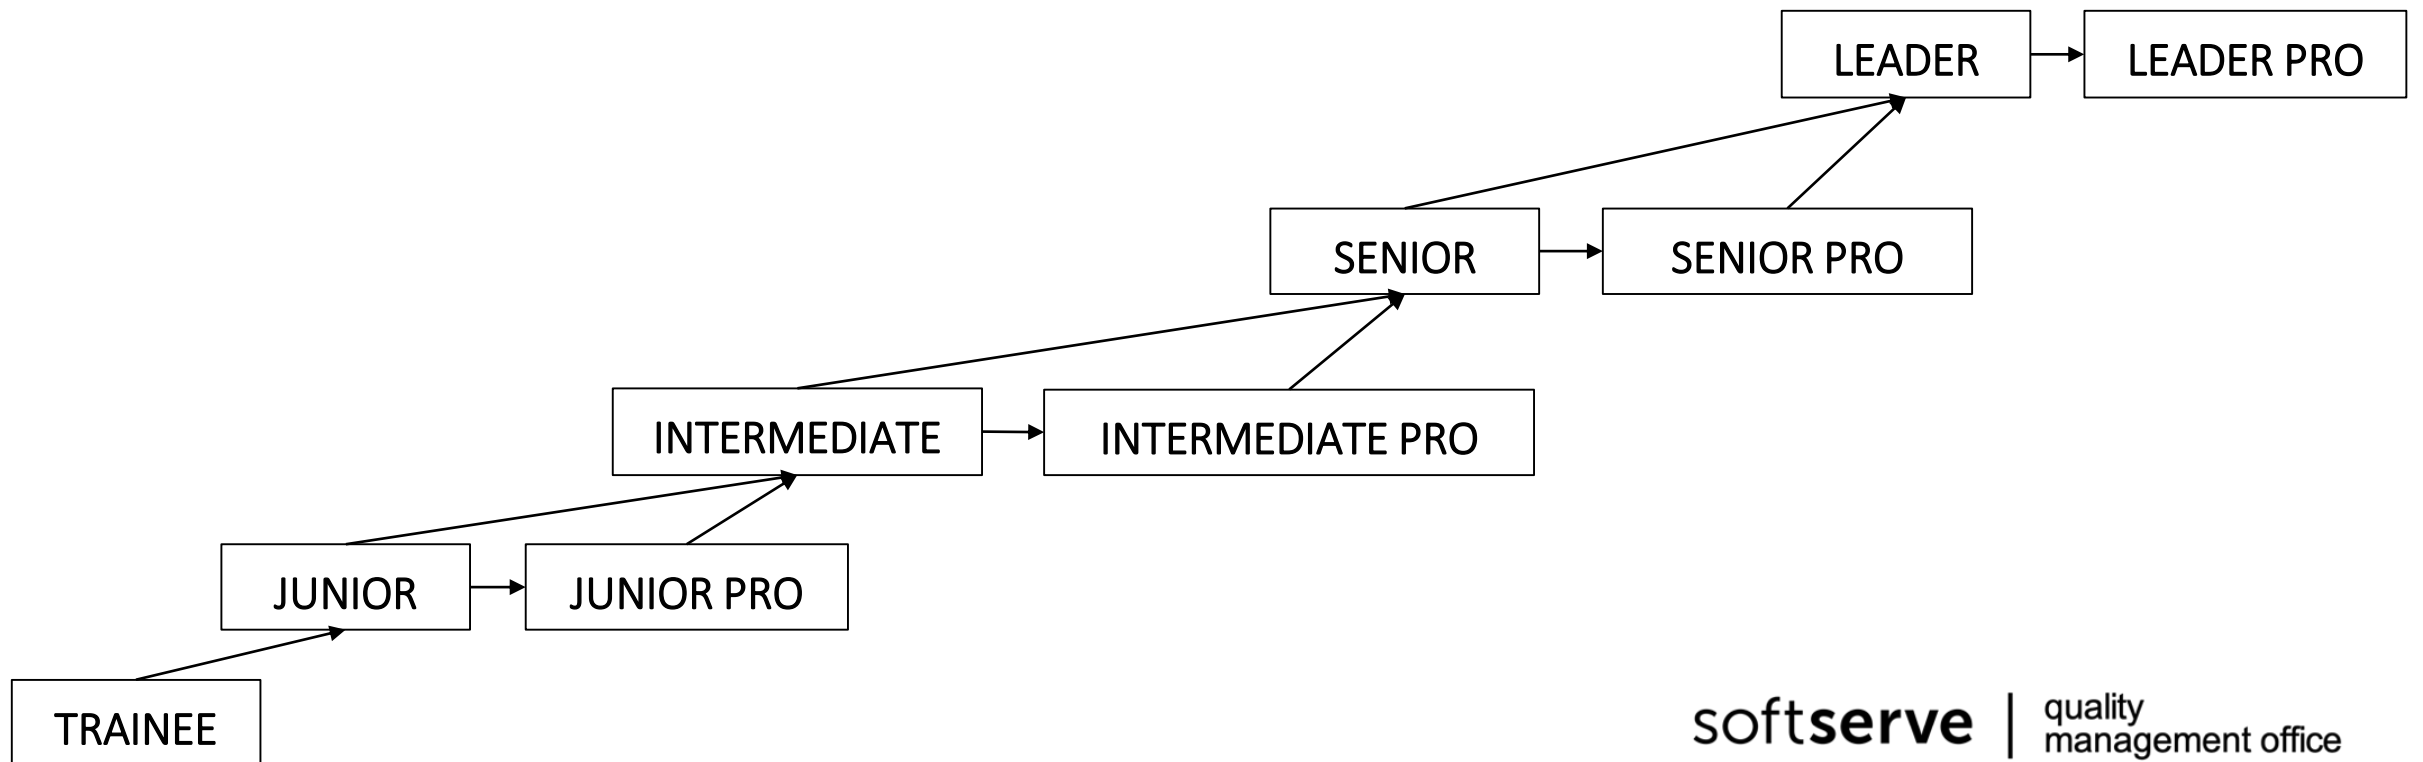 LEADER
LEADER PRO
SENIOR
SENIOR PRO
INTERMEDIATE
INTERMEDIATE PRO
JUNIOR
JUNIOR PRO
TRAINEE
softserve
quality
management office